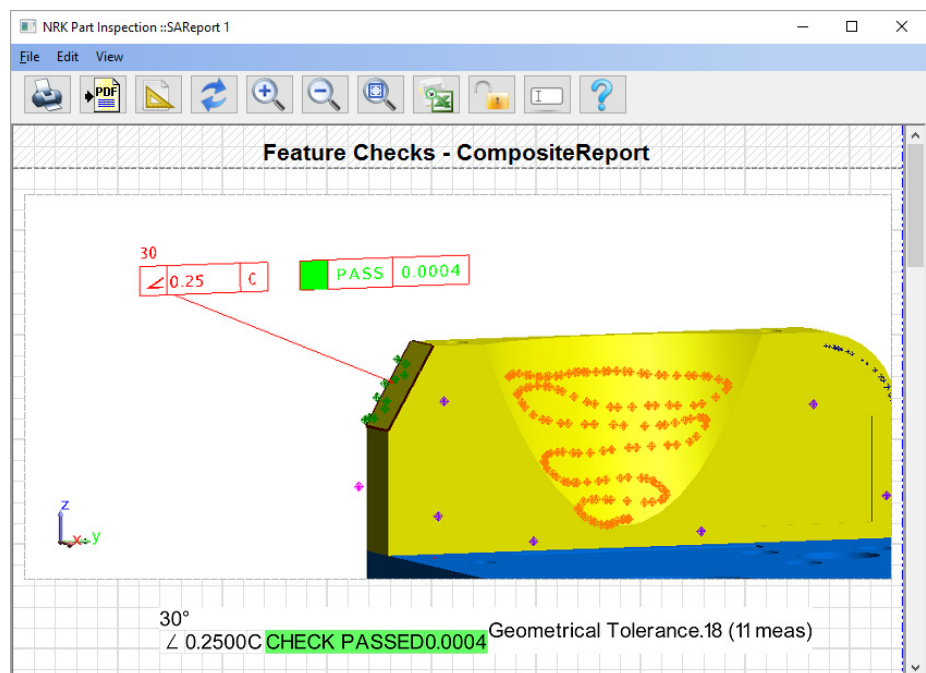 NRK Part Inspection ::SAReport 1
File Edit View
PDF
Feature Checks - CompositeReport
30
∠ 0.25 C PASS 0.0004
z
x y
30°
∠ 0.2500C CHECK PASSED0.0004 Geometrical Tolerance.18 (11 meas)